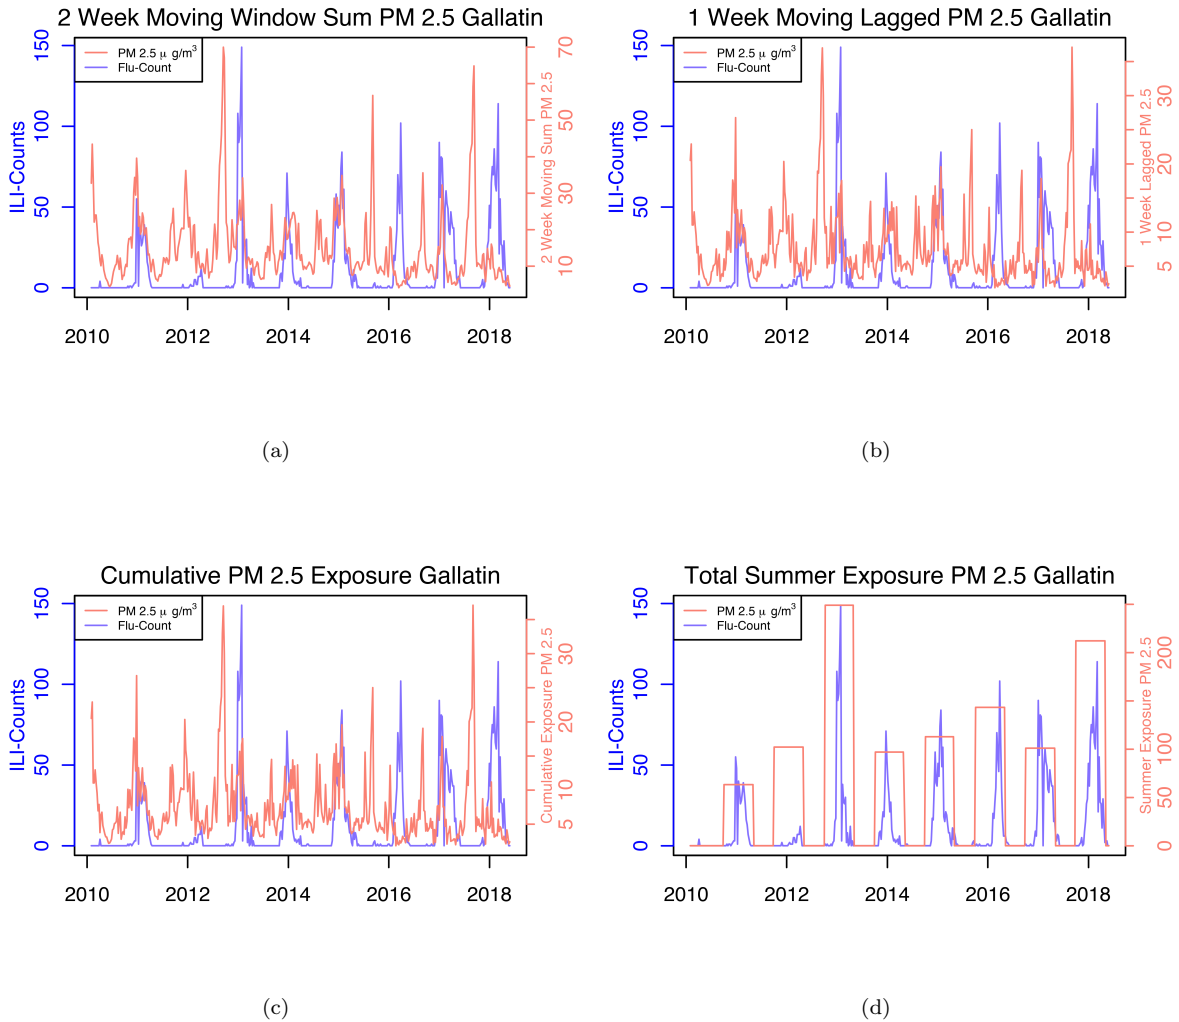 2 Week Moving Window Sum PM 2.5 Gallatin
PM 2.5 μ g/m³
Flu-Count
ILI-Counts
0 50 100 150
2 Week Moving Sum PM 2.5
10 30 50 70
2010 2012 2014 2016 2018
(a)
1 Week Moving Lagged PM 2.5 Gallatin
PM 2.5 μ g/m³
Flu-Count
ILI-Counts
0 50 100 150
1 Week Lagged PM 2.5
5 10 20 30
2010 2012 2014 2016 2018
(b)
Cumulative PM 2.5 Exposure Gallatin
PM 2.5 μ g/m³
Flu-Count
ILI-Counts
0 50 100 150
Cumulative Exposure PM 2.5
5 10 20 30
2010 2012 2014 2016 2018
(c)
Total Summer Exposure PM 2.5 Gallatin
PM 2.5 μ g/m³
Flu-Count
ILI-Counts
0 50 100 150
Summer Exposure PM 2.5
0 50 100 200
2010 2012 2014 2016 2018
(d)